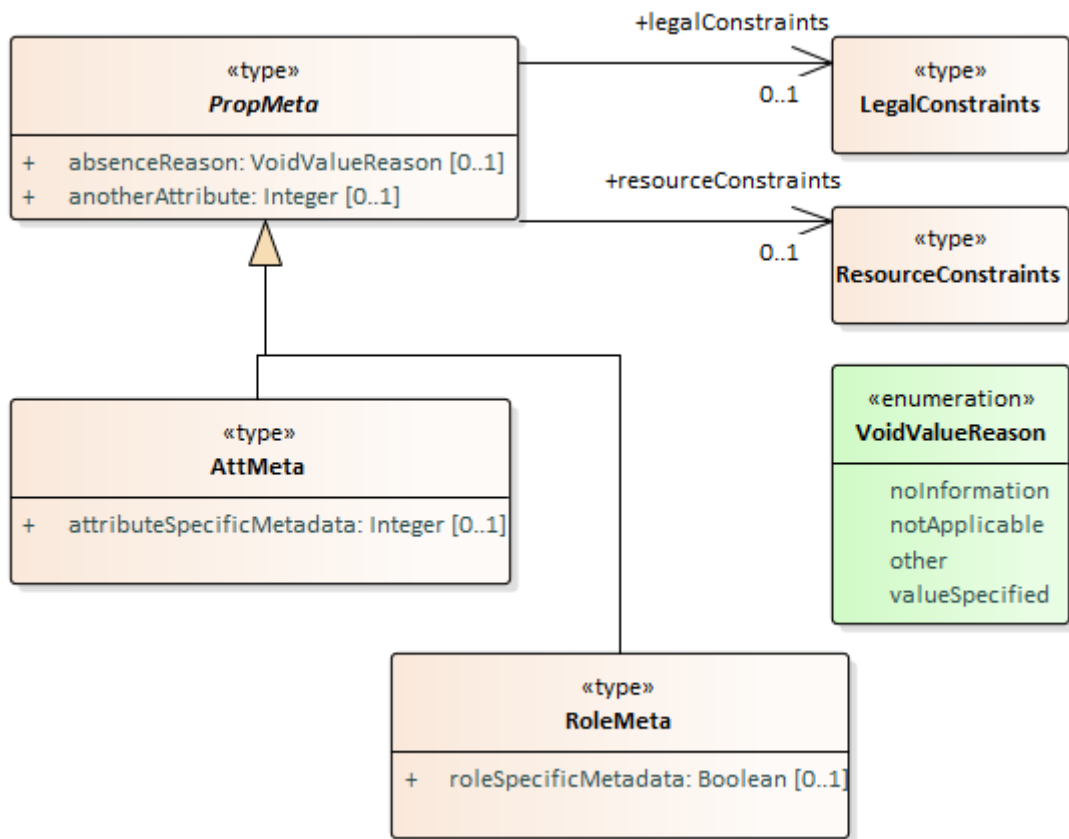 +legalConstraints
«type»
PropMeta
+ absenceReason: VoidValueReason [0..1]
+ anotherAttribute: Integer [0..1]
0..1
«type»
LegalConstraints
+resourceConstraints
0..1
«type»
ResourceConstraints
«enumeration»
VoidValueReason
noInformation
notApplicable
other
valueSpecified
«type»
AttMeta
+ attributeSpecificMetadata: Integer [0..1]
«type»
RoleMeta
+ roleSpecificMetadata: Boolean [0..1]